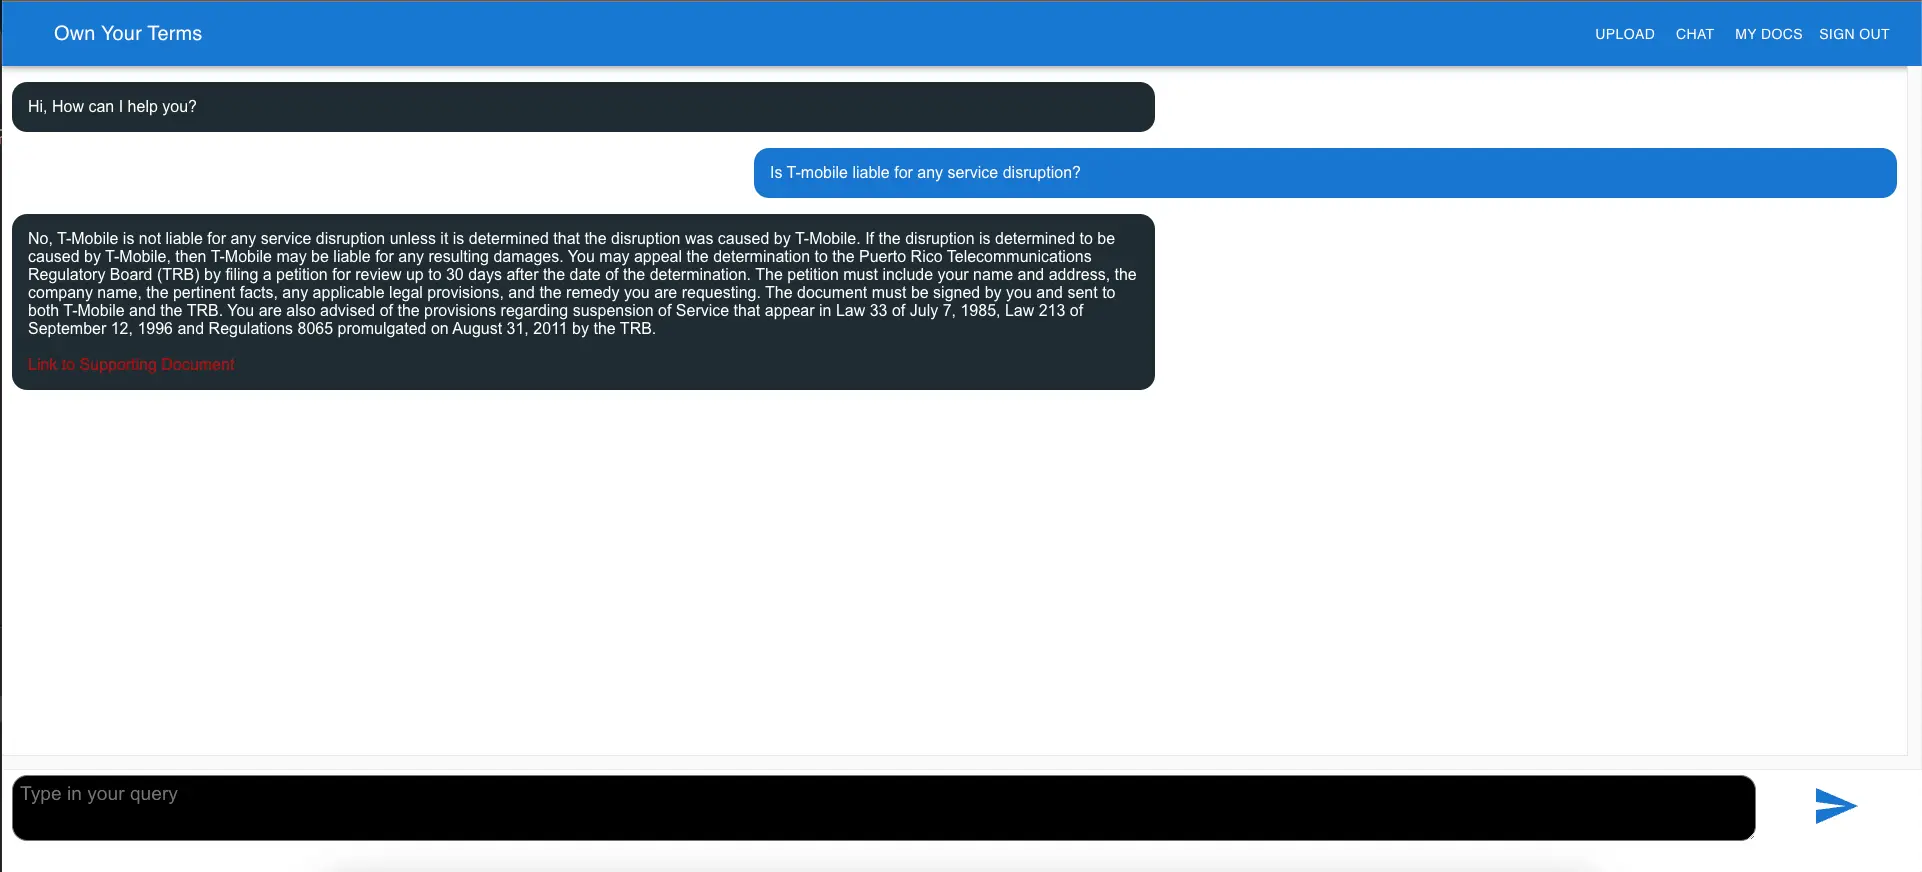 Own Your Terms
UPLOAD CHAT MY DOCS SIGN OUT
Hi, How can I help you?
Is T-mobile liable for any service disruption?
No, T-Mobile is not liable for any service disruption unless it is determined that the disruption was caused by T-Mobile. If the disruption is determined to be
caused by T-Mobile, then T-Mobile may be liable for any resulting damages. You may appeal the determination to the Puerto Rico Telecommunications
Regulatory Board (TRB) by filing a petition for review up to 30 days after the date of the determination. The petition must include your name and address, the
company name, the pertinent facts, any applicable legal provisions, and the remedy you are requesting. The document must be signed by you and sent to
both T-Mobile and the TRB. You are also advised of the provisions regarding suspension of Service that appear in Law 33 of July 7, 1985, Law 213 of
September 12, 1996 and Regulations 8065 promulgated on August 31, 2011 by the TRB.
Link to Supporting Document
Type in your query